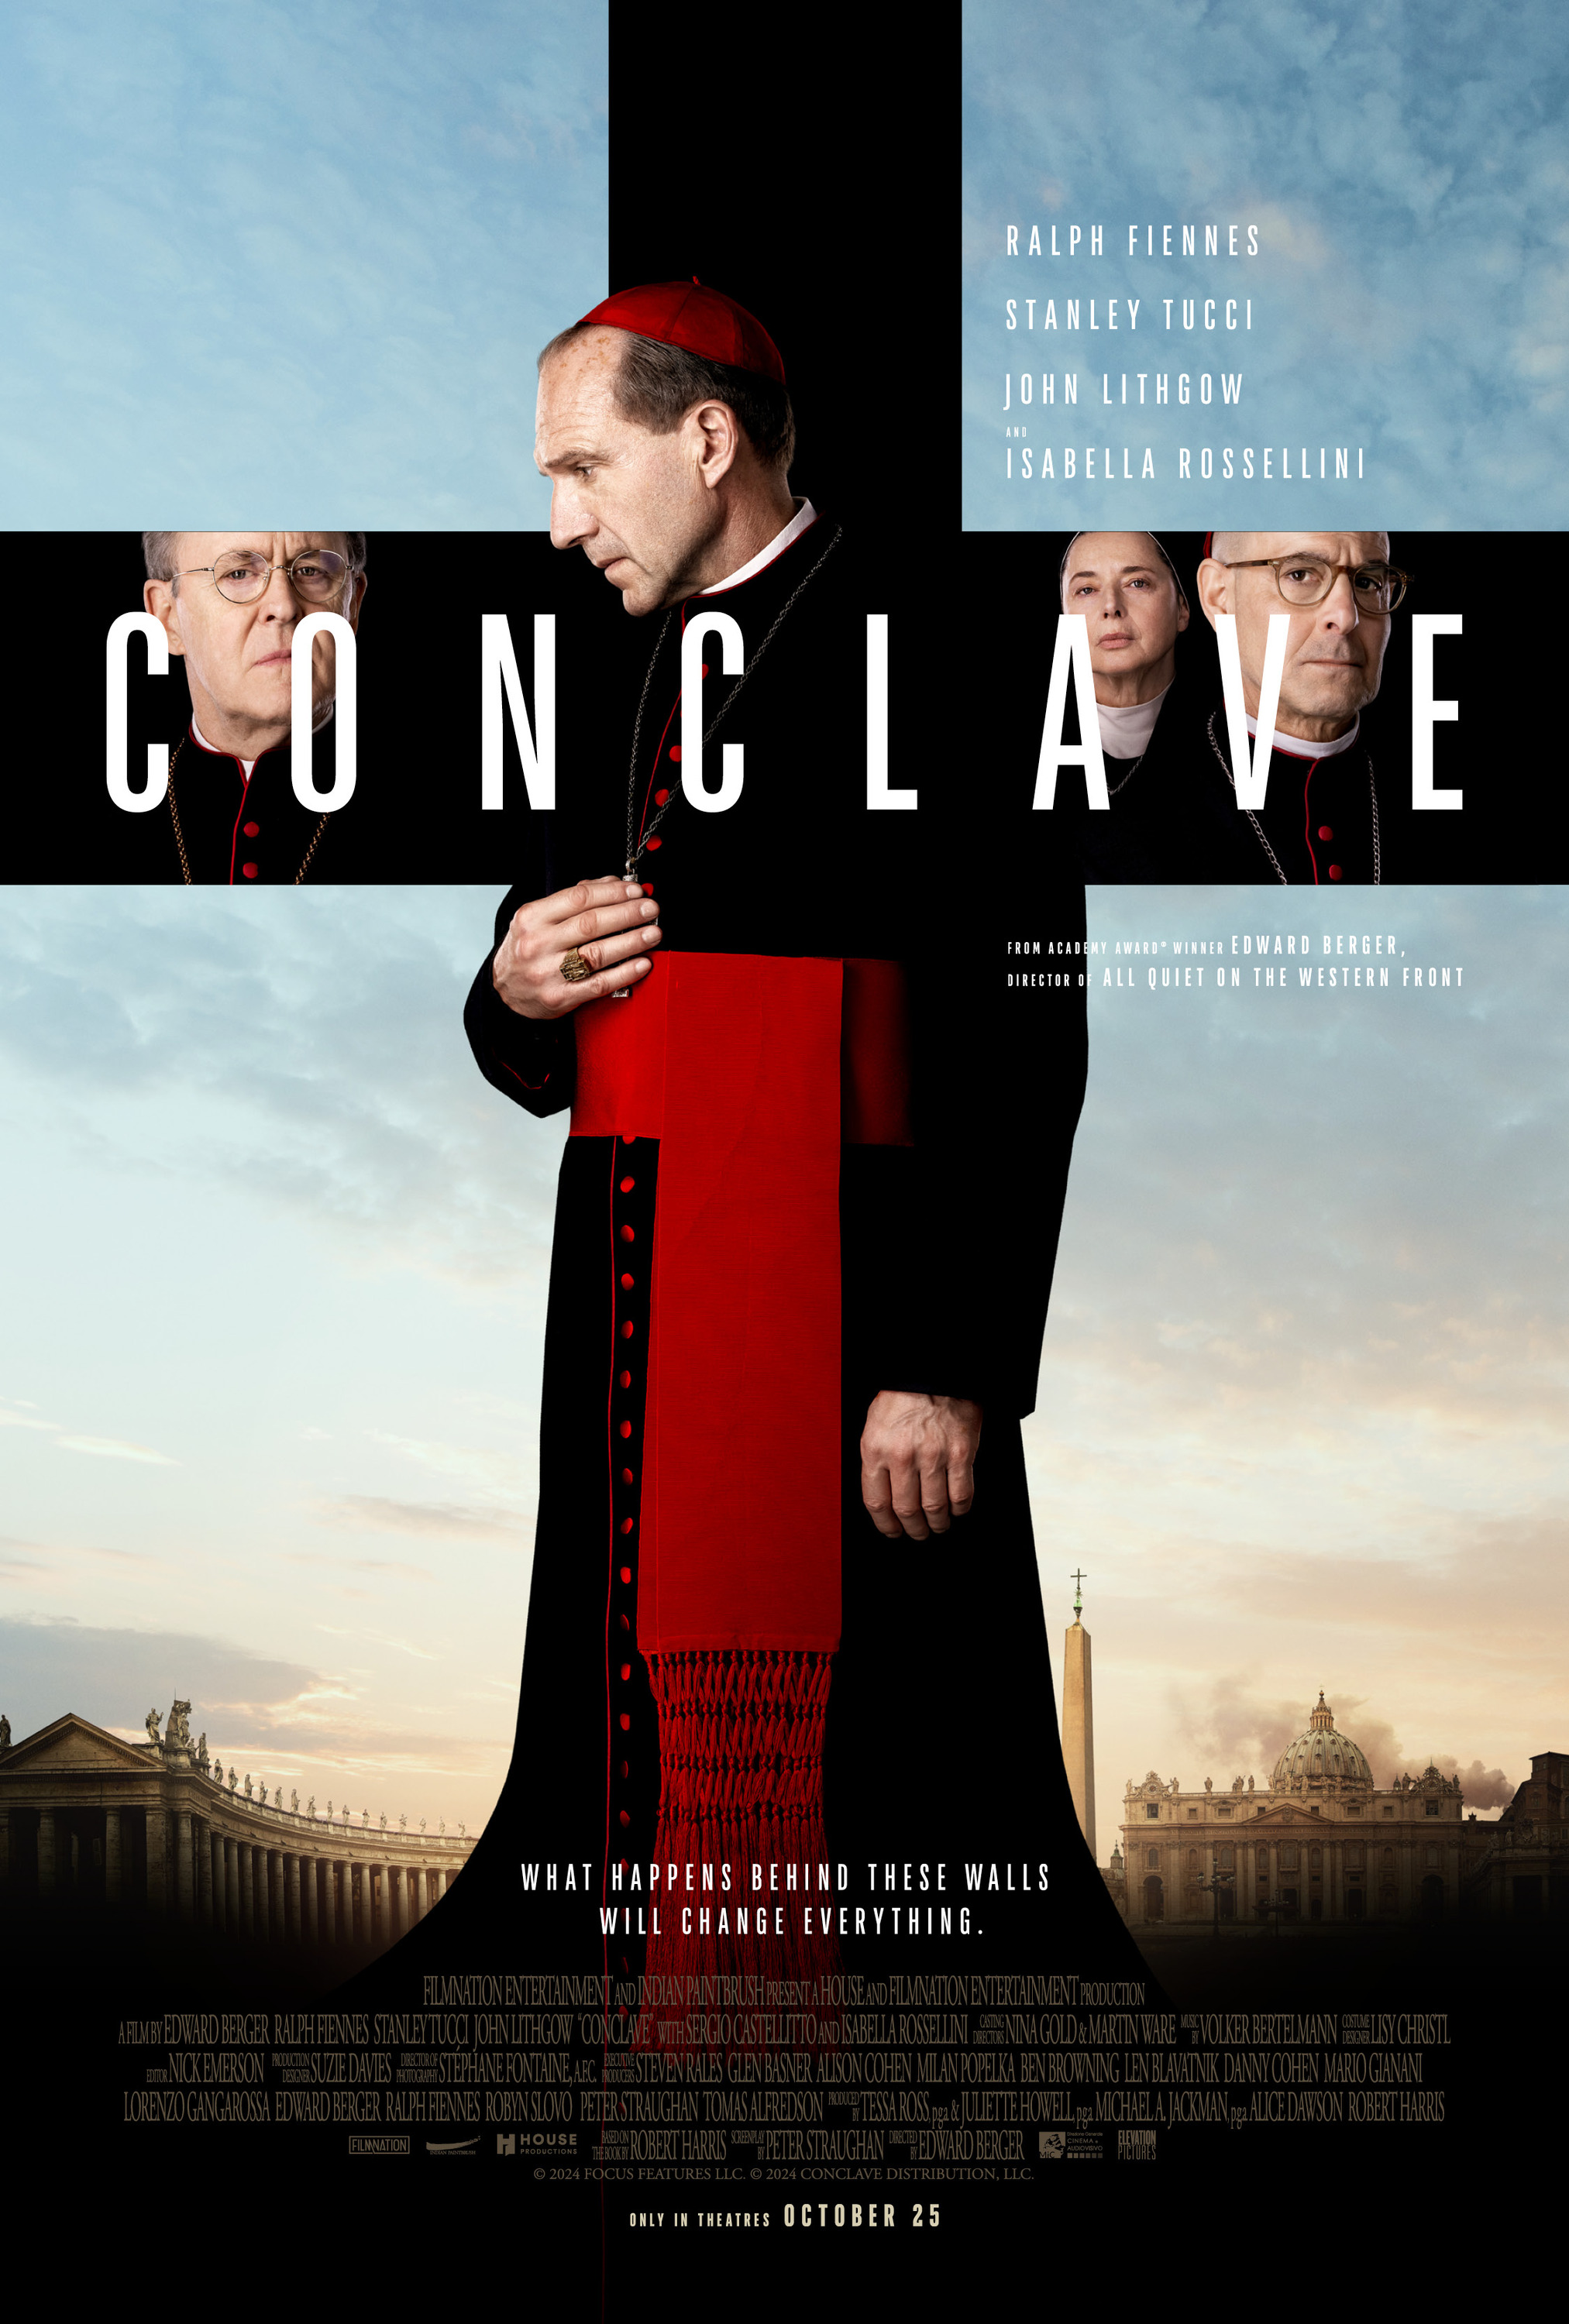 RALPH FIENNES
STANLEY TUCCI
JOHN LITHGOW
AND
ISABELLA ROSSELLINI
CONCLAVE
FROM ACADEMY AWARD® WINNER EDWARD BERGER,
DIRECTOR OF ALL QUIET ON THE WESTERN FRONT
WHAT HAPPENS BEHIND THESE WALLS
WILL CHANGE EVERYTHING.
FILMNATION ENTERTAINMENT AND INDIAN PAINTBRUSH PRESENT A HOUSE AND FILMNATION ENTERTAINMENT PRODUCTION
A FILM BY EDWARD BERGER RALPH FIENNES STANLEY TUCCI JOHN LITHGOW "CONCLAVE" WITH SERGIO CASTELLITTO AND ISABELLA ROSSELLINI CASTING DIRECTORS NINA GOLD & MARTIN WARE MUSIC BY VOLKER BERTELMANN COSTUME DESIGNER LISY CHRISTL
EDITOR NICK EMERSON PRODUCTION DESIGNER SUZIE DAVIES DIRECTOR OF PHOTOGRAPHY STÉPHANE FONTAINE, A.F.C. EXECUTIVE PRODUCERS STEVEN RALES GLEN BASNER ALISON COHEN MILAN POPELKA BEN BROWNING LEN BLAVATNIK DANNY COHEN MARIO GIANANI
LORENZO GANGAROSSA EDWARD BERGER RALPH FIENNES ROBYN SLOVO PETER STRAUGHAN TOMAS ALFREDSON PRODUCED BY TESSA ROSS, pga & JULIETTE HOWELL, pga MICHAEL A. JACKMAN, pga ALICE DAWSON ROBERT HARRIS
FILMNATION HOUSE PRODUCTIONS BASED ON THE BOOK BY ROBERT HARRIS SCREENPLAY BY PETER STRAUGHAN DIRECTED BY EDWARD BERGER CINEMA e AUDIOVISIVO ELEVATION PICTURES
© 2024 FOCUS FEATURES LLC. © 2024 CONCLAVE DISTRIBUTION, LLC.
ONLY IN THEATRES OCTOBER 25